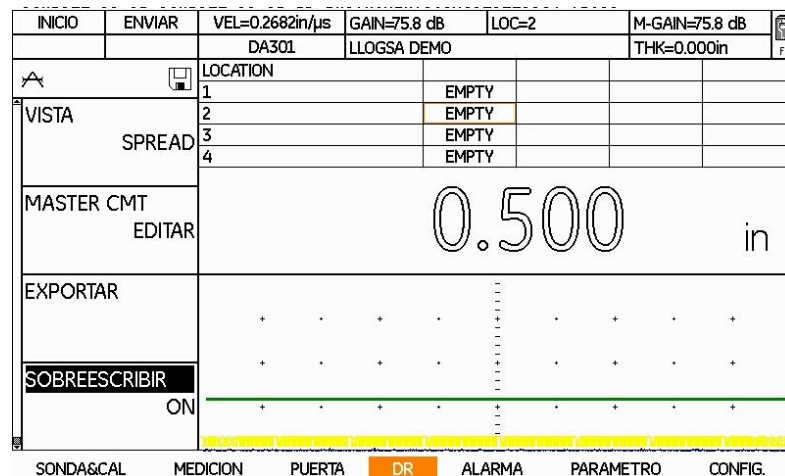 INICIO ENVIAR VEL=0.2682in/µs GAIN=75.8 dB LOC=2 M-GAIN=75.8 dB
DA301 LLOGSA DEMO THK=0.000in
LOCATION
1 EMPTY
2 EMPTY
3 EMPTY
4 EMPTY
VISTA
SPREAD
MASTER CMT
EDITAR
0.500 in
EXPORTAR
SOBREESCRIBIR
ON
SONDA&CAL MEDICION PUERTA DR ALARMA PARAMETRO CONFIG.